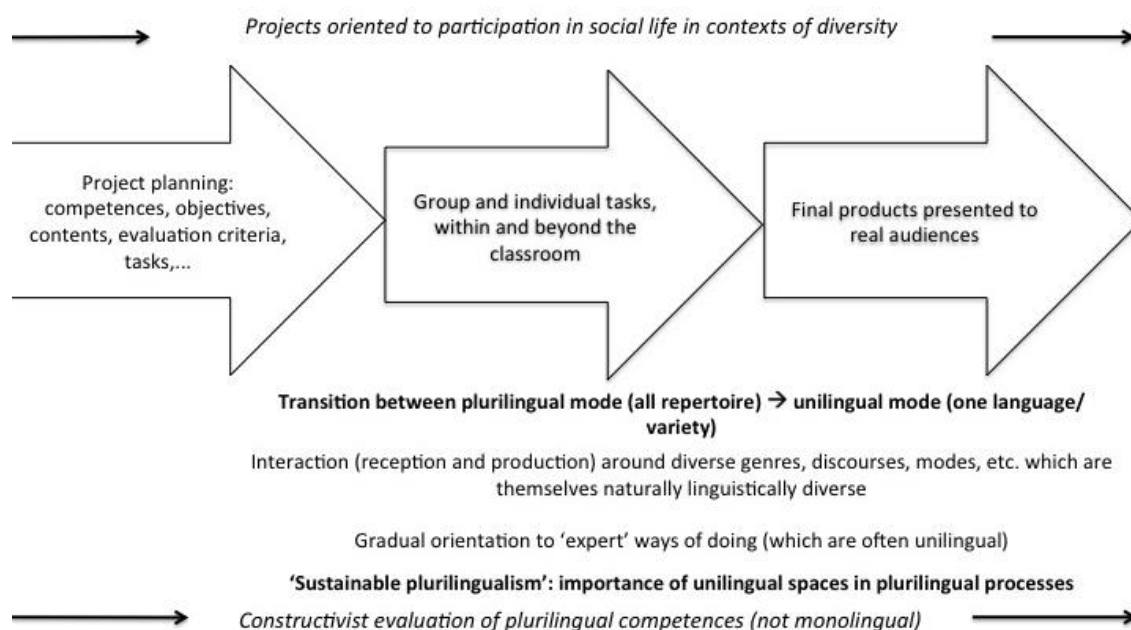 Projects oriented to participation in social life in contexts of diversity
Project planning:
competences, objectives,
contents, evaluation criteria,
tasks,...
Group and individual tasks,
within and beyond the
classroom
Final products presented to
real audiences
Transition between plurilingual mode (all repertoire) → unilingual mode (one language/
variety)
Interaction (reception and production) around diverse genres, discourses, modes, etc. which are
themselves naturally linguistically diverse
Gradual orientation to ‘expert’ ways of doing (which are often unilingual)
‘Sustainable plurilingualism’: importance of unilingual spaces in plurilingual processes
Constructivist evaluation of plurilingual competences (not monolingual)